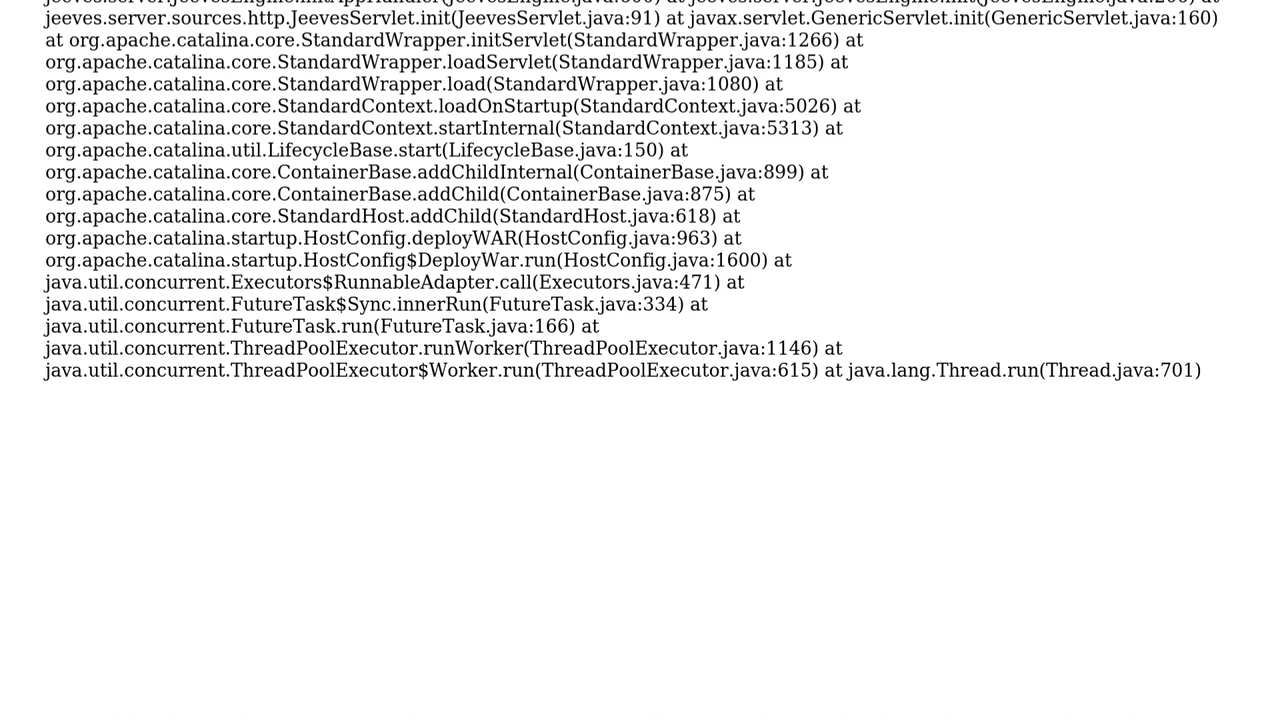 jeeves.server.sources.http.JeevesServlet.init(JeevesServlet.java:91) at javax.servlet.GenericServlet.init(GenericServlet.java:160)
at org.apache.catalina.core.StandardWrapper.initServlet(StandardWrapper.java:1266) at
org.apache.catalina.core.StandardWrapper.loadServlet(StandardWrapper.java:1185) at
org.apache.catalina.core.StandardWrapper.load(StandardWrapper.java:1080) at
org.apache.catalina.core.StandardContext.loadOnStartup(StandardContext.java:5026) at
org.apache.catalina.core.StandardContext.startInternal(StandardContext.java:5313) at
org.apache.catalina.util.LifecycleBase.start(LifecycleBase.java:150) at
org.apache.catalina.core.ContainerBase.addChildInternal(ContainerBase.java:899) at
org.apache.catalina.core.ContainerBase.addChild(ContainerBase.java:875) at
org.apache.catalina.core.StandardHost.addChild(StandardHost.java:618) at
org.apache.catalina.startup.HostConfig.deployWAR(HostConfig.java:963) at
org.apache.catalina.startup.HostConfig$DeployWar.run(HostConfig.java:1600) at
java.util.concurrent.Executors$RunnableAdapter.call(Executors.java:471) at
java.util.concurrent.FutureTask$Sync.innerRun(FutureTask.java:334) at
java.util.concurrent.FutureTask.run(FutureTask.java:166) at
java.util.concurrent.ThreadPoolExecutor.runWorker(ThreadPoolExecutor.java:1146) at
java.util.concurrent.ThreadPoolExecutor$Worker.run(ThreadPoolExecutor.java:615) at java.lang.Thread.run(Thread.java:701)